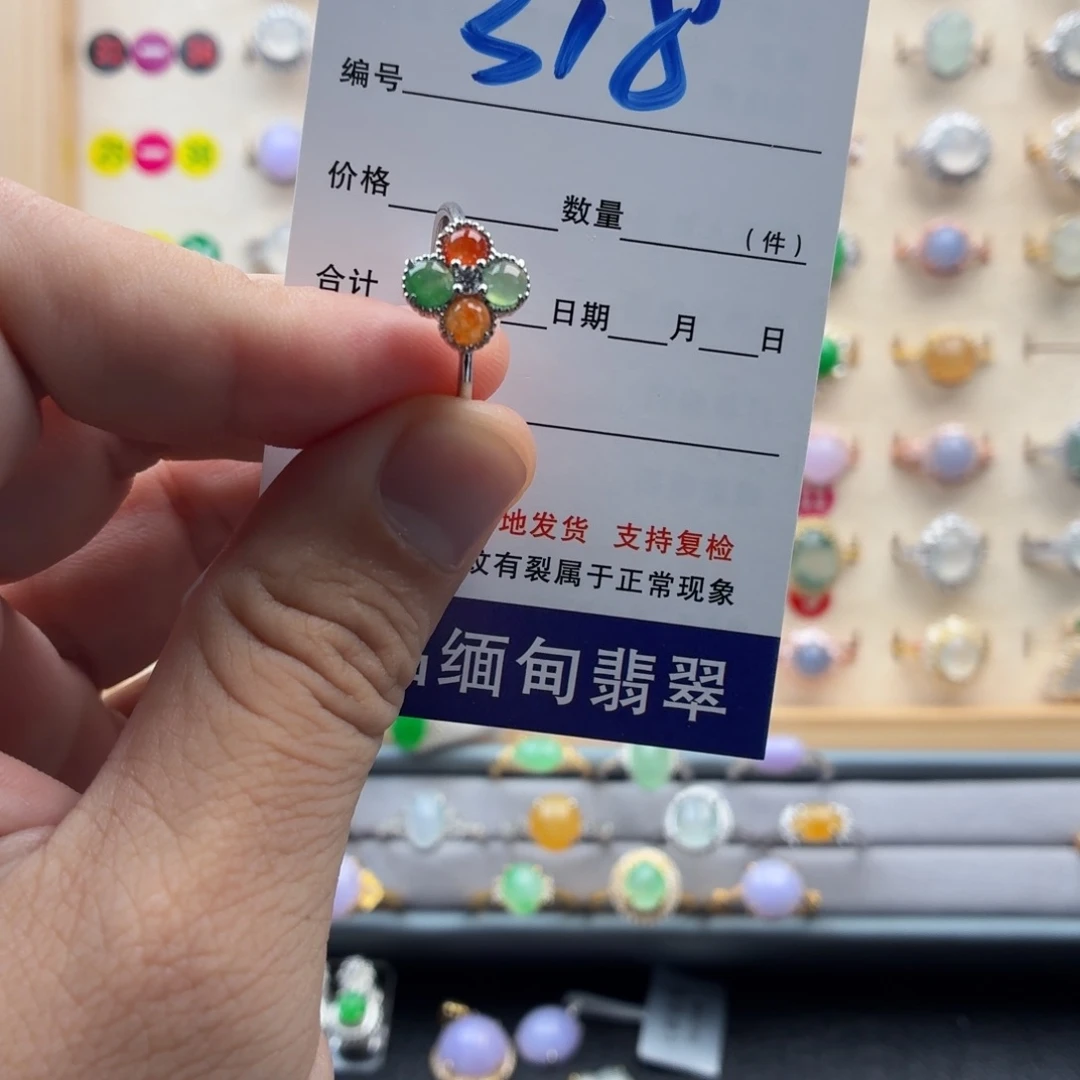 318
编号
价格 数量 (件)
合计 日期 月 日
地发货 支持复检
纹有裂属于正常现象
缅甸翡翠